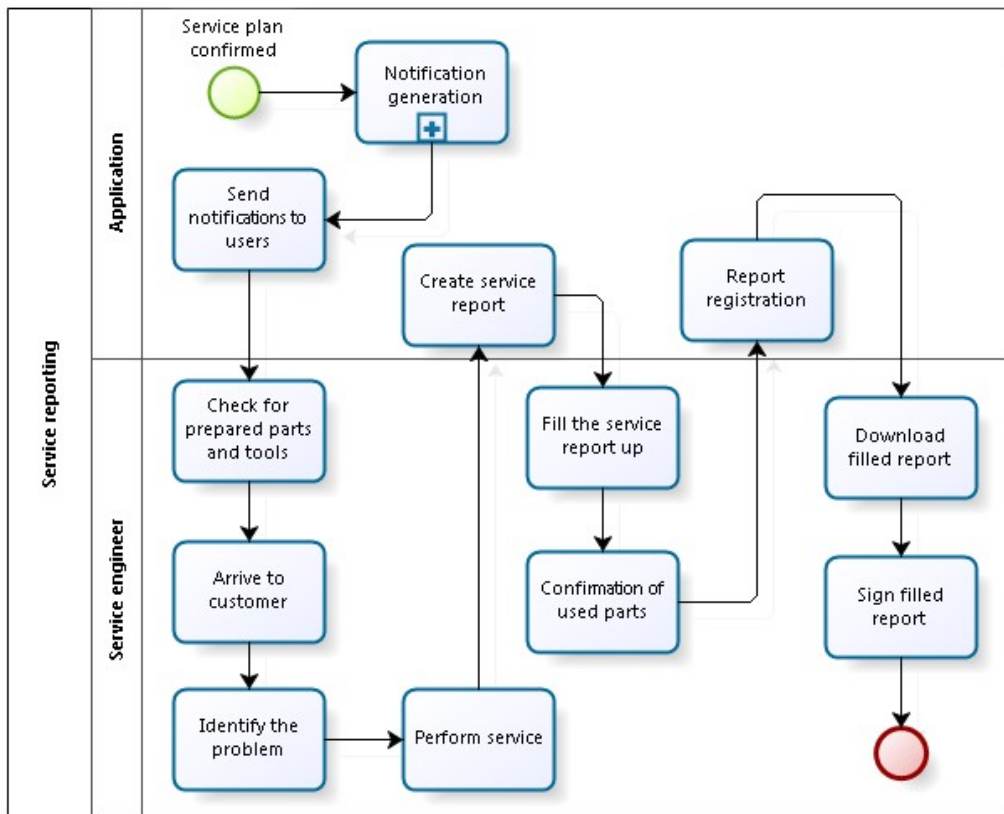 Service reporting
Application
Service engineer
Service plan
confirmed
Notification
generation
Send
notifications to
users
Check for
prepared parts
and tools
Arrive to
customer
Identify the
problem
Perform service
Create service
report
Fill the service
report up
Confirmation of
used parts
Report
registration
Download
filled report
Sign filled
report